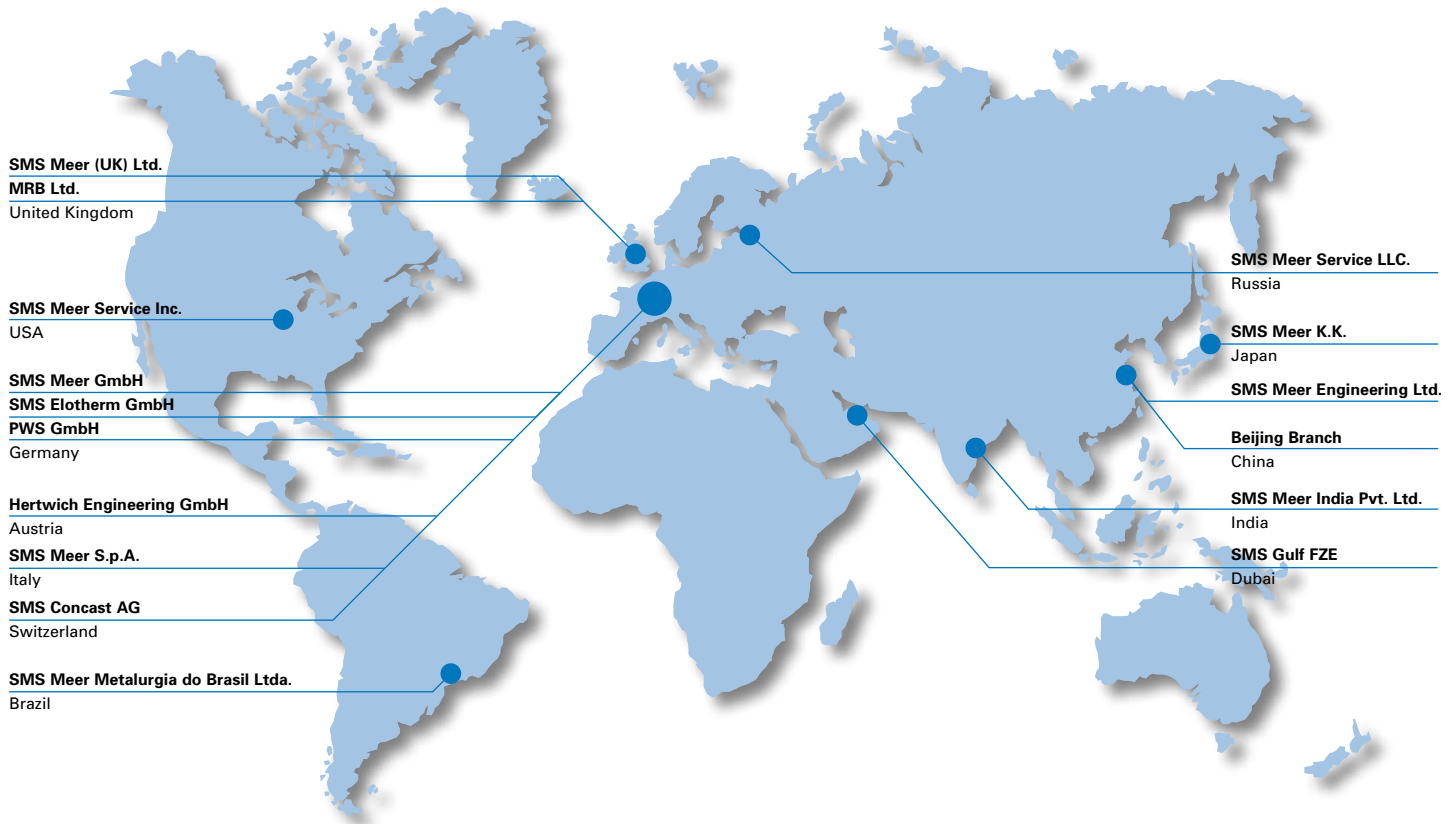 SMS Meer (UK) Ltd.
MRB Ltd.
United Kingdom
SMS Meer Service Inc.
USA
SMS Meer GmbH
SMS Elotherm GmbH
PWS GmbH
Germany
Hertwich Engineering GmbH
Austria
SMS Meer S.p.A.
Italy
SMS Concast AG
Switzerland
SMS Meer Metalurgia do Brasil Ltda.
Brazil
SMS Meer Service LLC.
Russia
SMS Meer K.K.
Japan
SMS Meer Engineering Ltd.
Beijing Branch
China
SMS Meer India Pvt. Ltd.
India
SMS Gulf FZE
Dubai